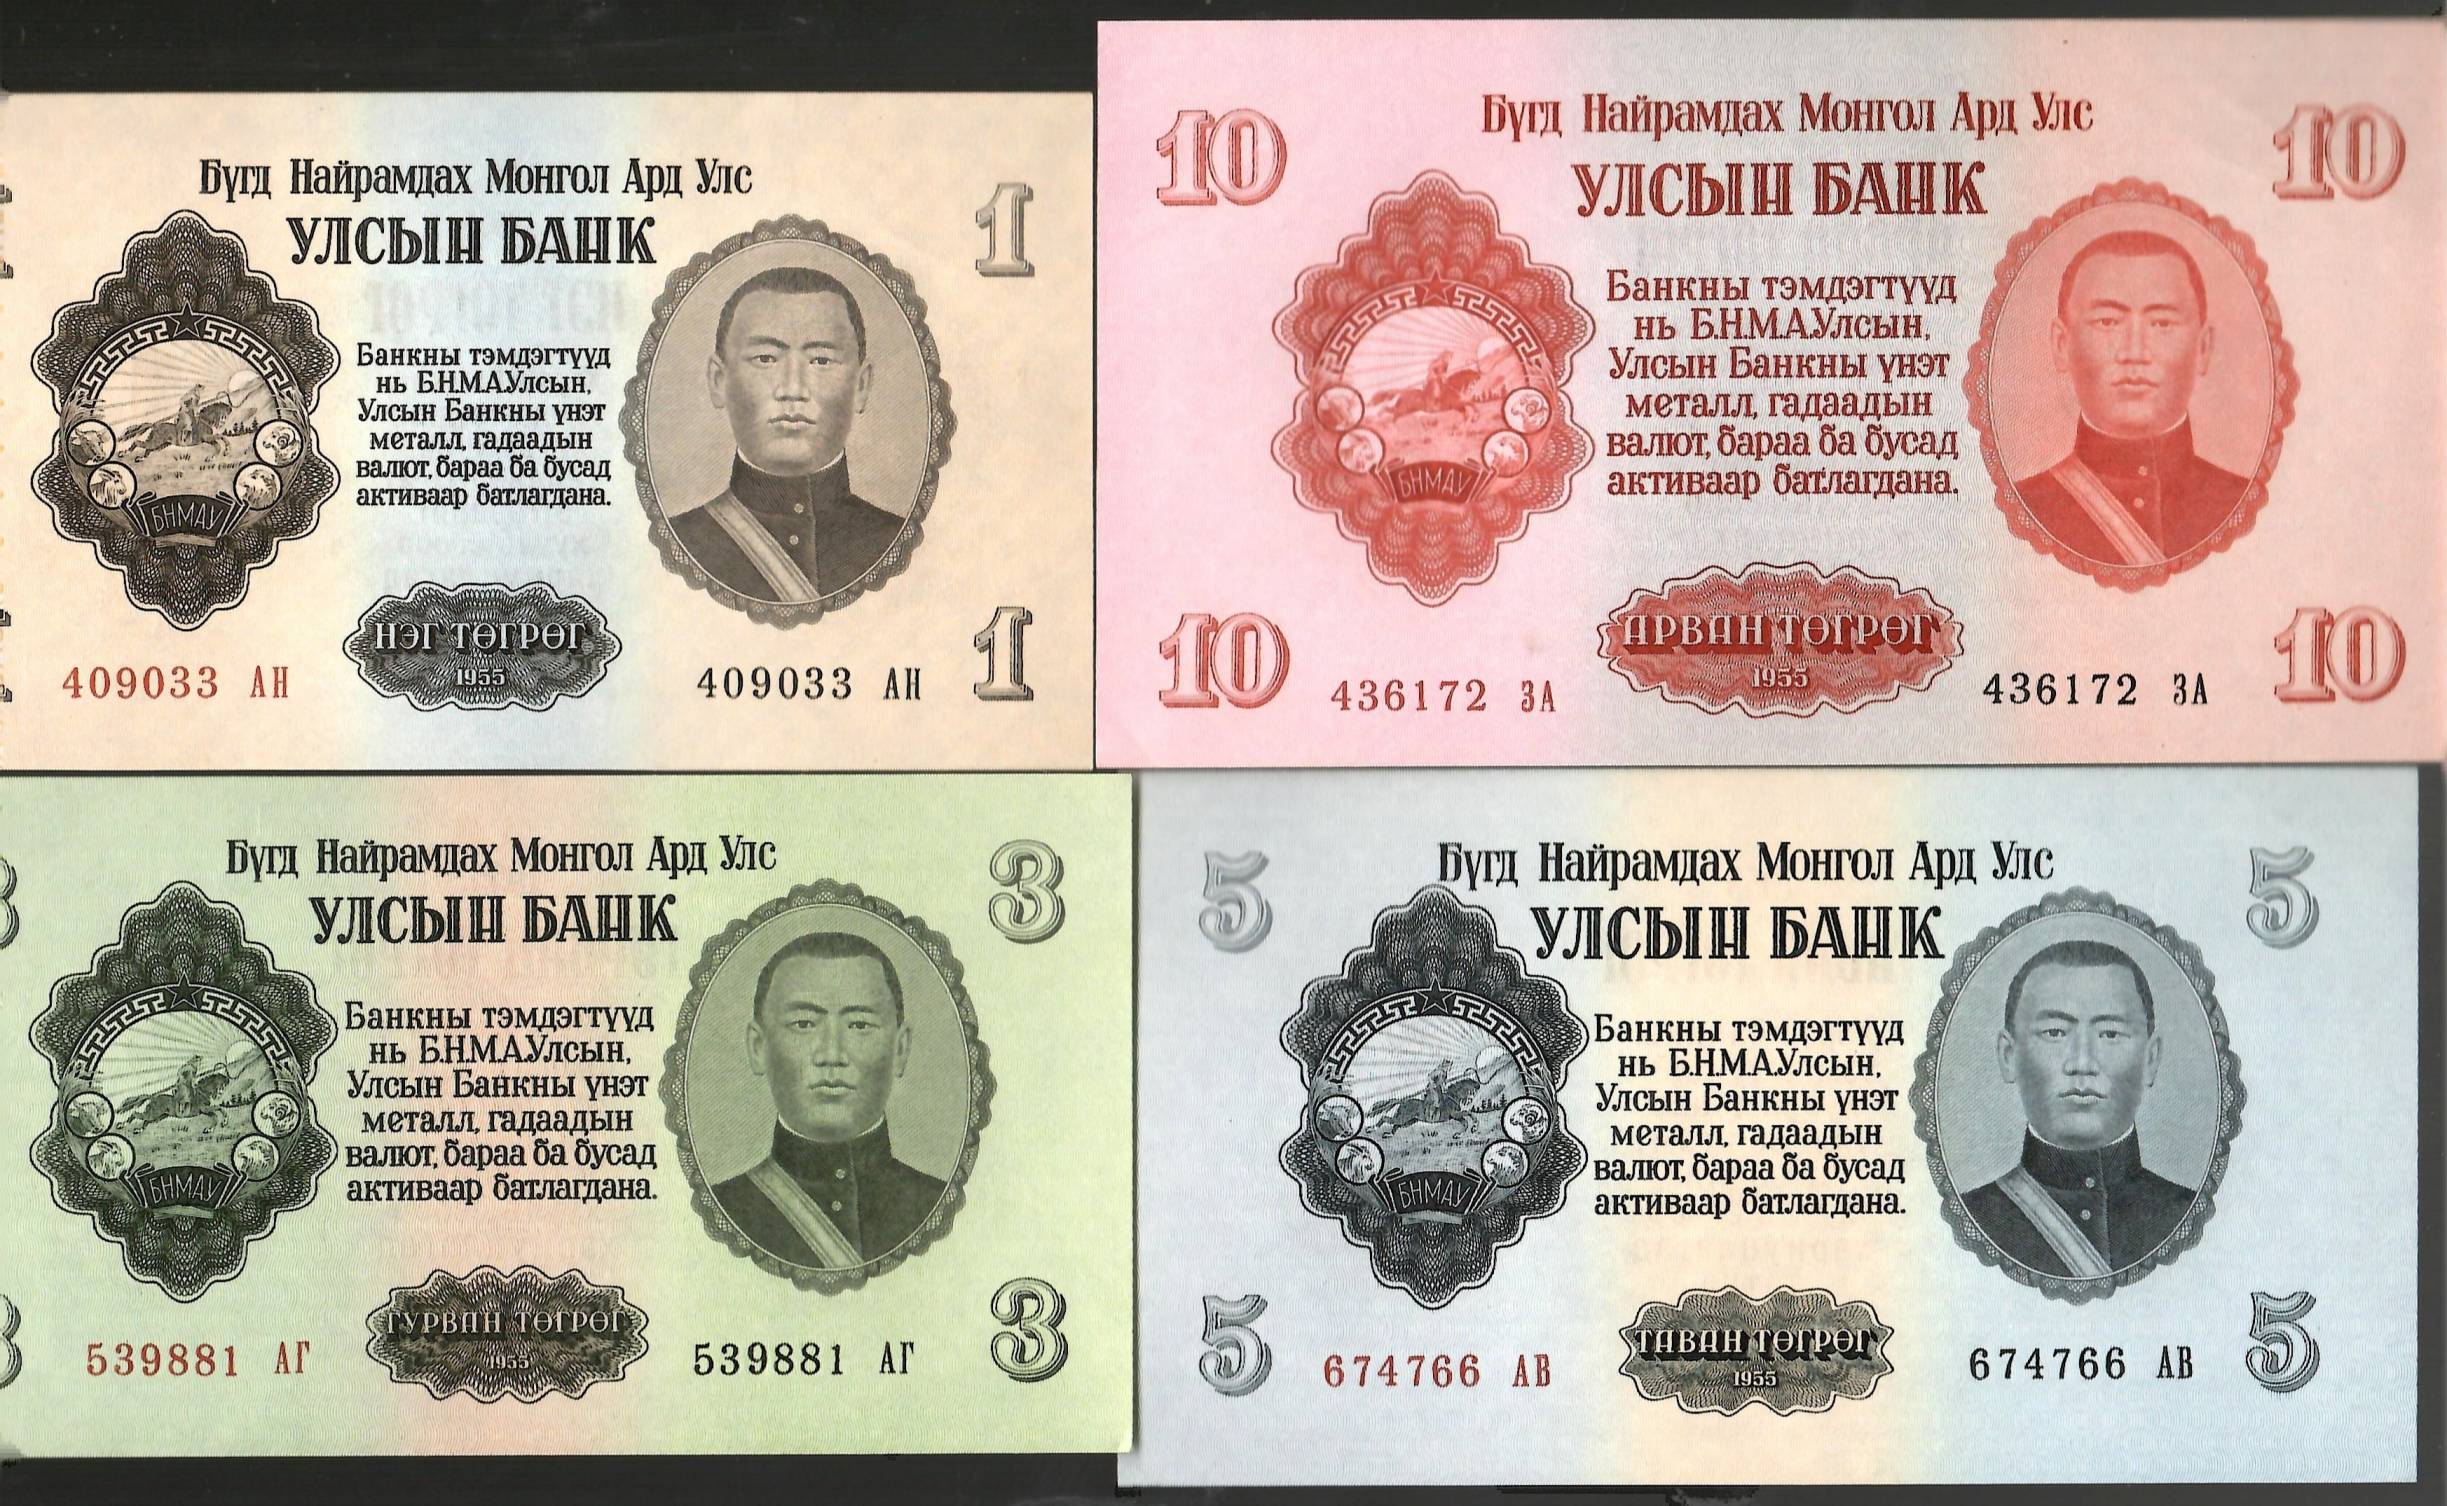 Бүгд Найрамдах Монгол Ард Улс
УЛСЫН БАНК
1
Банкны тэмдэгтүүд
нь Б.Н.М.А.Улсын,
Улсын Банкны үнэт
металл, гадаадын
валют, бараа ба бусад
активаар батлагдана.
БНМАУ
НЭГ ТӨГРӨГ
1955
409033 АН
409033 АН
1
10
Бүгд Найрамдах Монгол Ард Улс
10
УЛСЫН БАНК
Банкны тэмдэгтүүд
нь Б.Н.М.А.Улсын,
Улсын Банкны үнэт
металл, гадаадын
валют, бараа ба бусад
активаар батлагдана.
БНМАУ
АРВАН ТӨГРӨГ
1955
10
436172 ЗА
436172 ЗА
10
Бүгд Найрамдах Монгол Ард Улс
3
УЛСЫН БАНК
Банкны тэмдэгтүүд
нь Б.Н.М.А.Улсын,
Улсын Банкны үнэт
металл, гадаадын
валют, бараа ба бусад
активаар батлагдана.
БНМАУ
ГУРВАН ТӨГРӨГ
1955
539881 АГ
539881 АГ
3
5
Бүгд Найрамдах Монгол Ард Улс
5
УЛСЫН БАНК
Банкны тэмдэгтүүд
нь Б.Н.М.А.Улсын,
Улсын Банкны үнэт
металл, гадаадын
валют, бараа ба бусад
активаар батлагдана.
БНМАУ
ТАВАН ТӨГРӨГ
1955
5
674766 АВ
674766 АВ
5